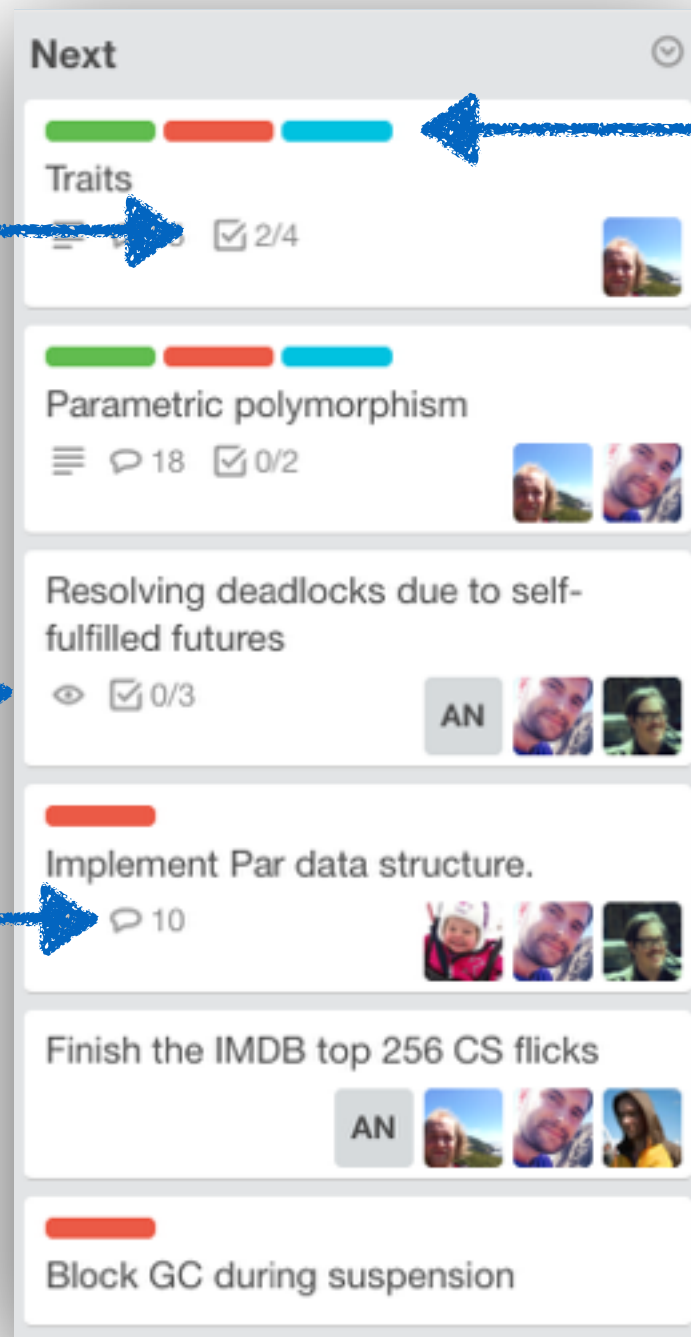 Next
Traits
2/4
Parametric polymorphism
18 0/2
Resolving deadlocks due to self-
fulfilled futures
0/3
AN
Implement Par data structure.
10
Finish the IMDB top 256 CS flicks
AN
Block GC during suspension